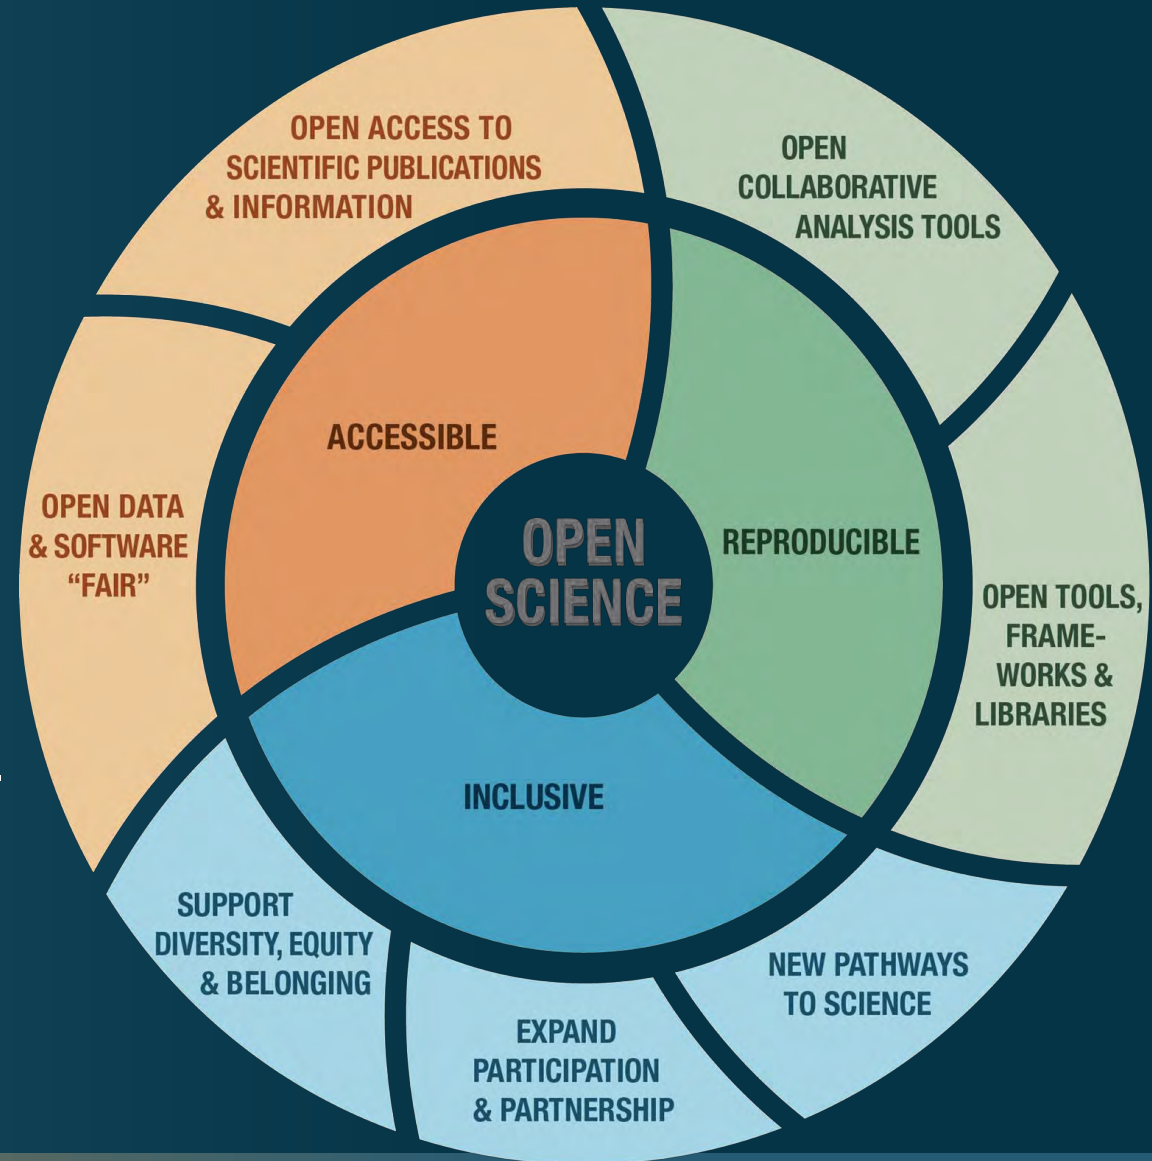 OPEN ACCESS TO
SCIENTIFIC PUBLICATIONS
& INFORMATION
OPEN
COLLABORATIVE
ANALYSIS TOOLS
ACCESSIBLE
OPEN DATA
& SOFTWARE
“FAIR”
OPEN
SCIENCE
REPRODUCIBLE
OPEN TOOLS,
FRAME-
WORKS &
LIBRARIES
INCLUSIVE
SUPPORT
DIVERSITY, EQUITY
& BELONGING
EXPAND
PARTICIPATION
& PARTNERSHIP
NEW PATHWAYS
TO SCIENCE